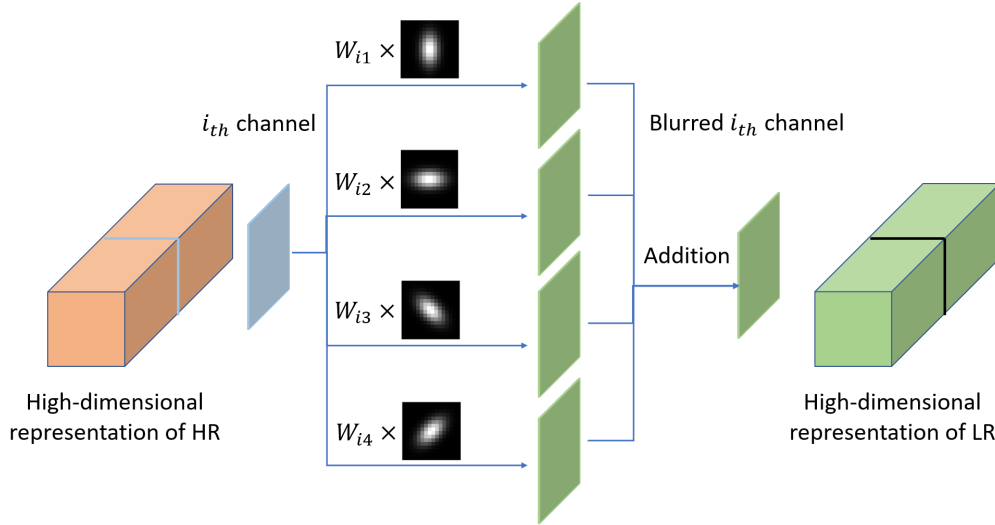 W_{i1} ×
i_{th} channel
Blurred i_{th} channel
W_{i2} ×
Addition
W_{i3} ×
High-dimensional
representation of HR
High-dimensional
representation of LR
W_{i4} ×